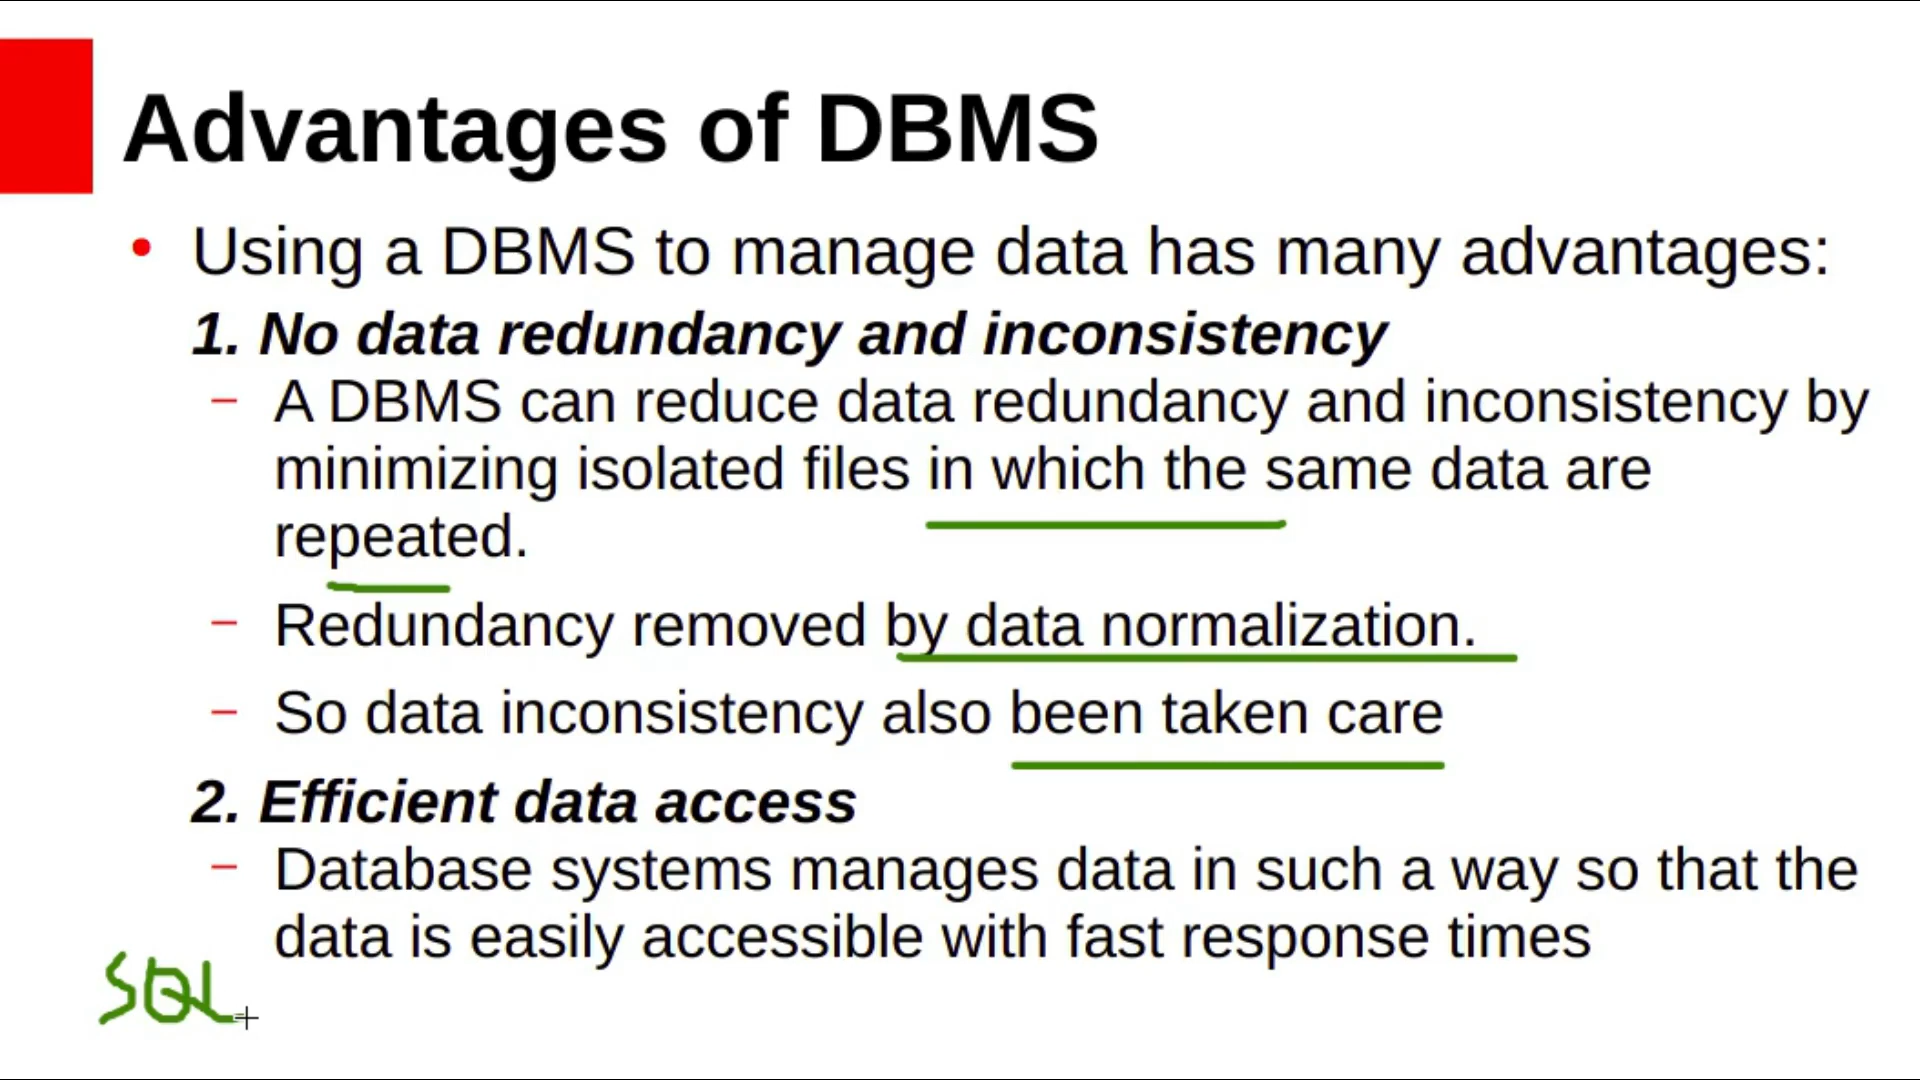 Advantages of DBMS
• Using a DBMS to manage data has many advantages:
1. No data redundancy and inconsistency
– A DBMS can reduce data redundancy and inconsistency by
minimizing isolated files in which the same data are
repeated.
– Redundancy removed by data normalization.
– So data inconsistency also been taken care
2. Efficient data access
– Database systems manages data in such a way so that the
data is easily accessible with fast response times
SQL